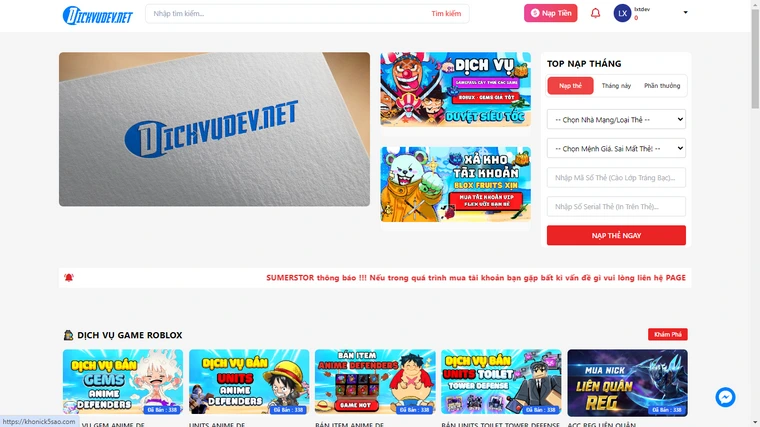 DICHVUDEV.NET
Nhập tìm kiếm...
Tìm kiếm
$ Nạp Tiền
LX
lxtdev
0
DICHVUDEV.NET
DỊCH VỤ
GAMEPASS, CÀY THUÊ CÁC GAME
ROBUX - GEMS GIÁ TỐT
DUYỆT SIÊU TỐC
XẢ KHO
TÀI KHOẢN
BLOX FRUITS XỊN
MUA TÀI KHOẢN VIP
FLEX VỚI BẠN BÈ
TOP NẠP THÁNG
Nạp thẻ
Tháng này
Phần thưởng
-- Chọn Nhà Mạng/Loại Thẻ --
-- Chọn Mệnh Giá. Sai Mất Thẻ! --
Nhập Mã Số Thẻ (Cào Lớp Tráng Bạc)...
Nhập Số Serial Thẻ (In Trên Thẻ)...
NẠP THẺ NGAY
SUMERSTOR thông báo !!! Nếu trong quá trình mua tài khoản bạn gặp bất kì vấn đề gì vui lòng liên hệ PAGE
DỊCH VỤ GAME ROBLOX
Khám Phá
DỊCH VỤ BÁN
GEMS
ANIME
DEFENDERS
Đã Bán : 338
DỊCH VỤ BÁN
UNITS
ANIME
DEFENDERS
Đã Bán : 338
BÁN ITEM
ANIME DEFENDERS
GAME HOT
Đã Bán : 338
DỊCH VỤ BÁN
UNITS TOILET
TOWER DEFENSE
Đã Bán : 338
MUA NICK
LIÊN QUÂN
REG
Đã Bán : 338
UNITS ANIME DE
BÁN ITEM ANIME DE
BÁN UNITS TOILET TOWER DEFENSE
ACC REG LIÊN QUÂN
https://khonick5sao.com